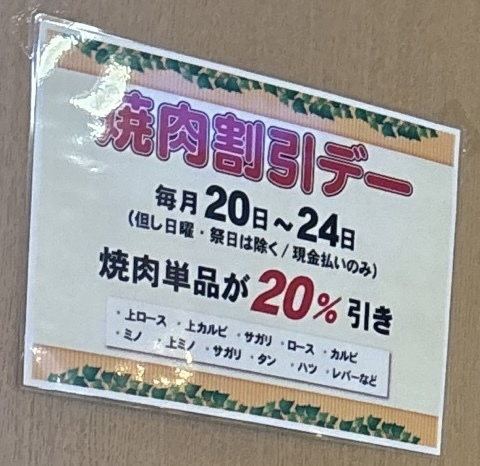 焼肉割引デー
毎月20日～24日
(但し日曜・祭日は除く/現金払いのみ)
焼肉単品が20%引き
・上ロース ・上カルビ ・サガリ ・ロース ・カルビ
・ミノ ・上ミノ ・サガリ ・タン ・ハツ ・レバーなど